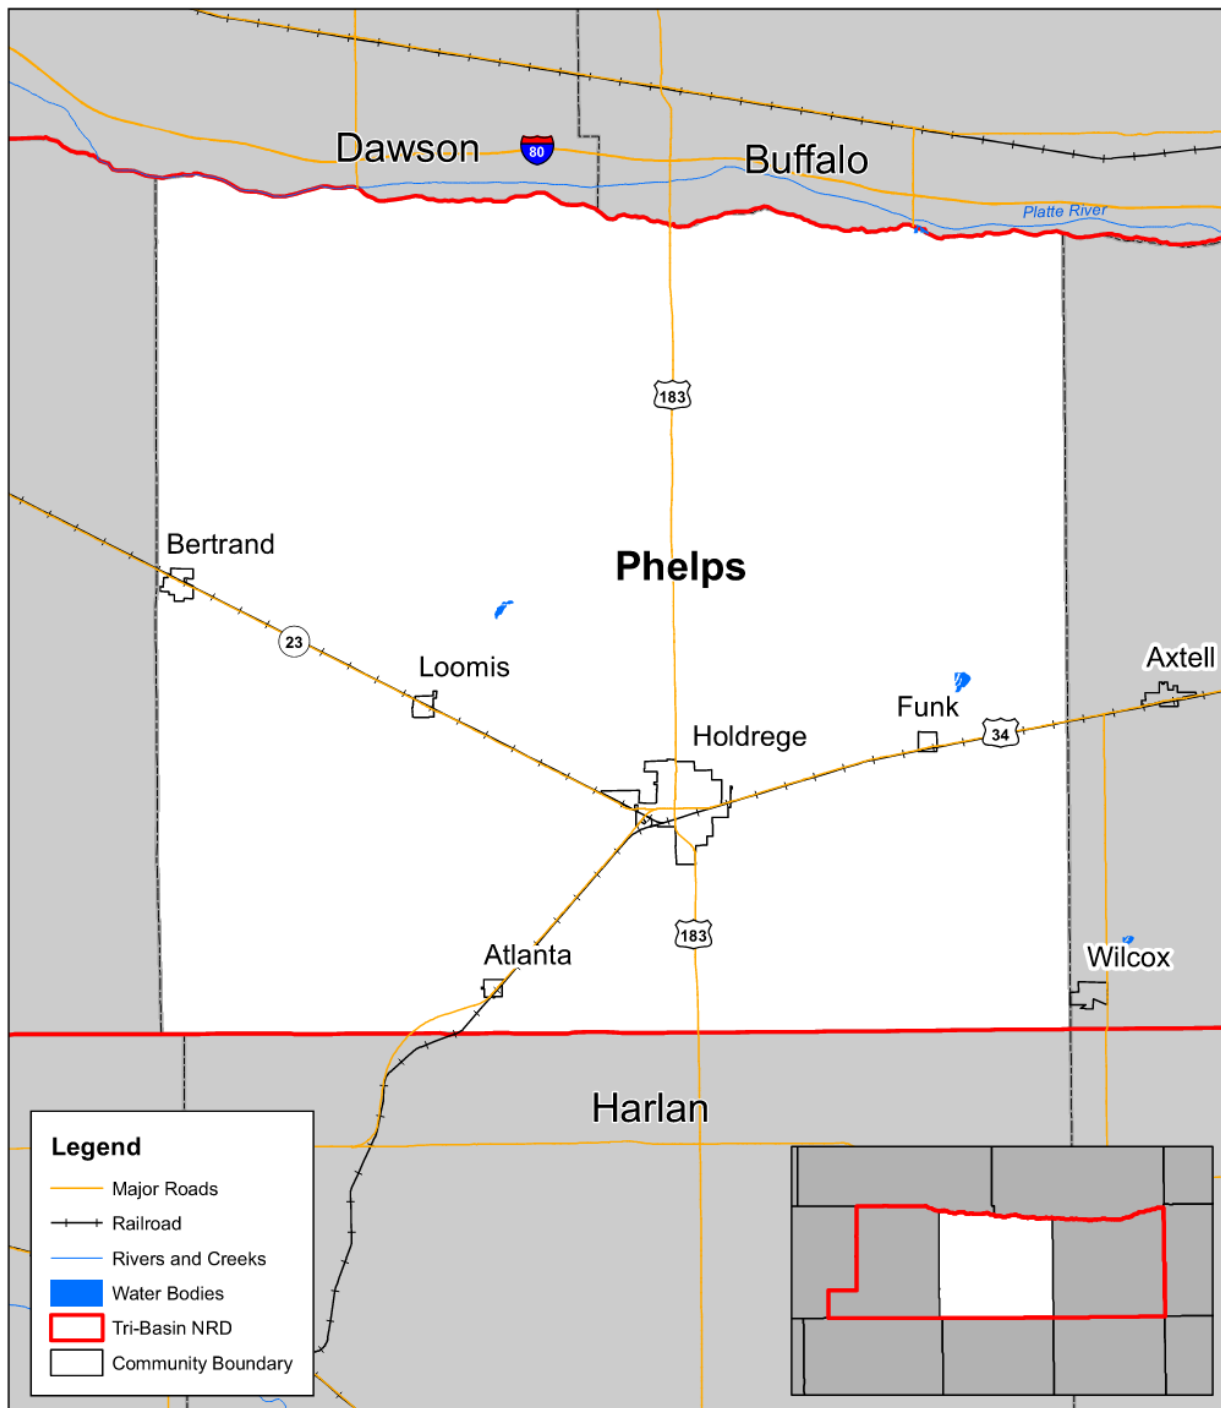 Dawson
80
Buffalo
Platte River
183
Bertrand
Phelps
23
Loomis
Axtell
Funk
34
Holdrege
183
Atlanta
Wilcox
Harlan
Legend
Major Roads
Railroad
Rivers and Creeks
Water Bodies
Tri-Basin NRD
Community Boundary